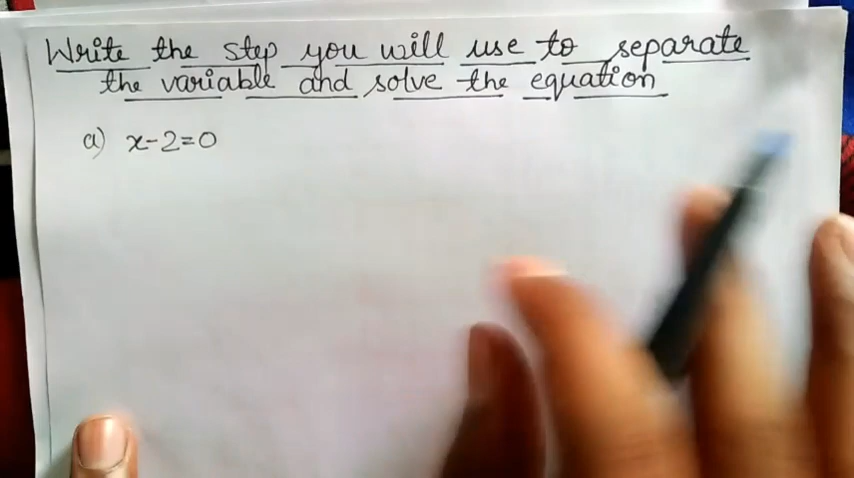 Write the step you will use to separate
the variable and solve the equation
a) x-2=0